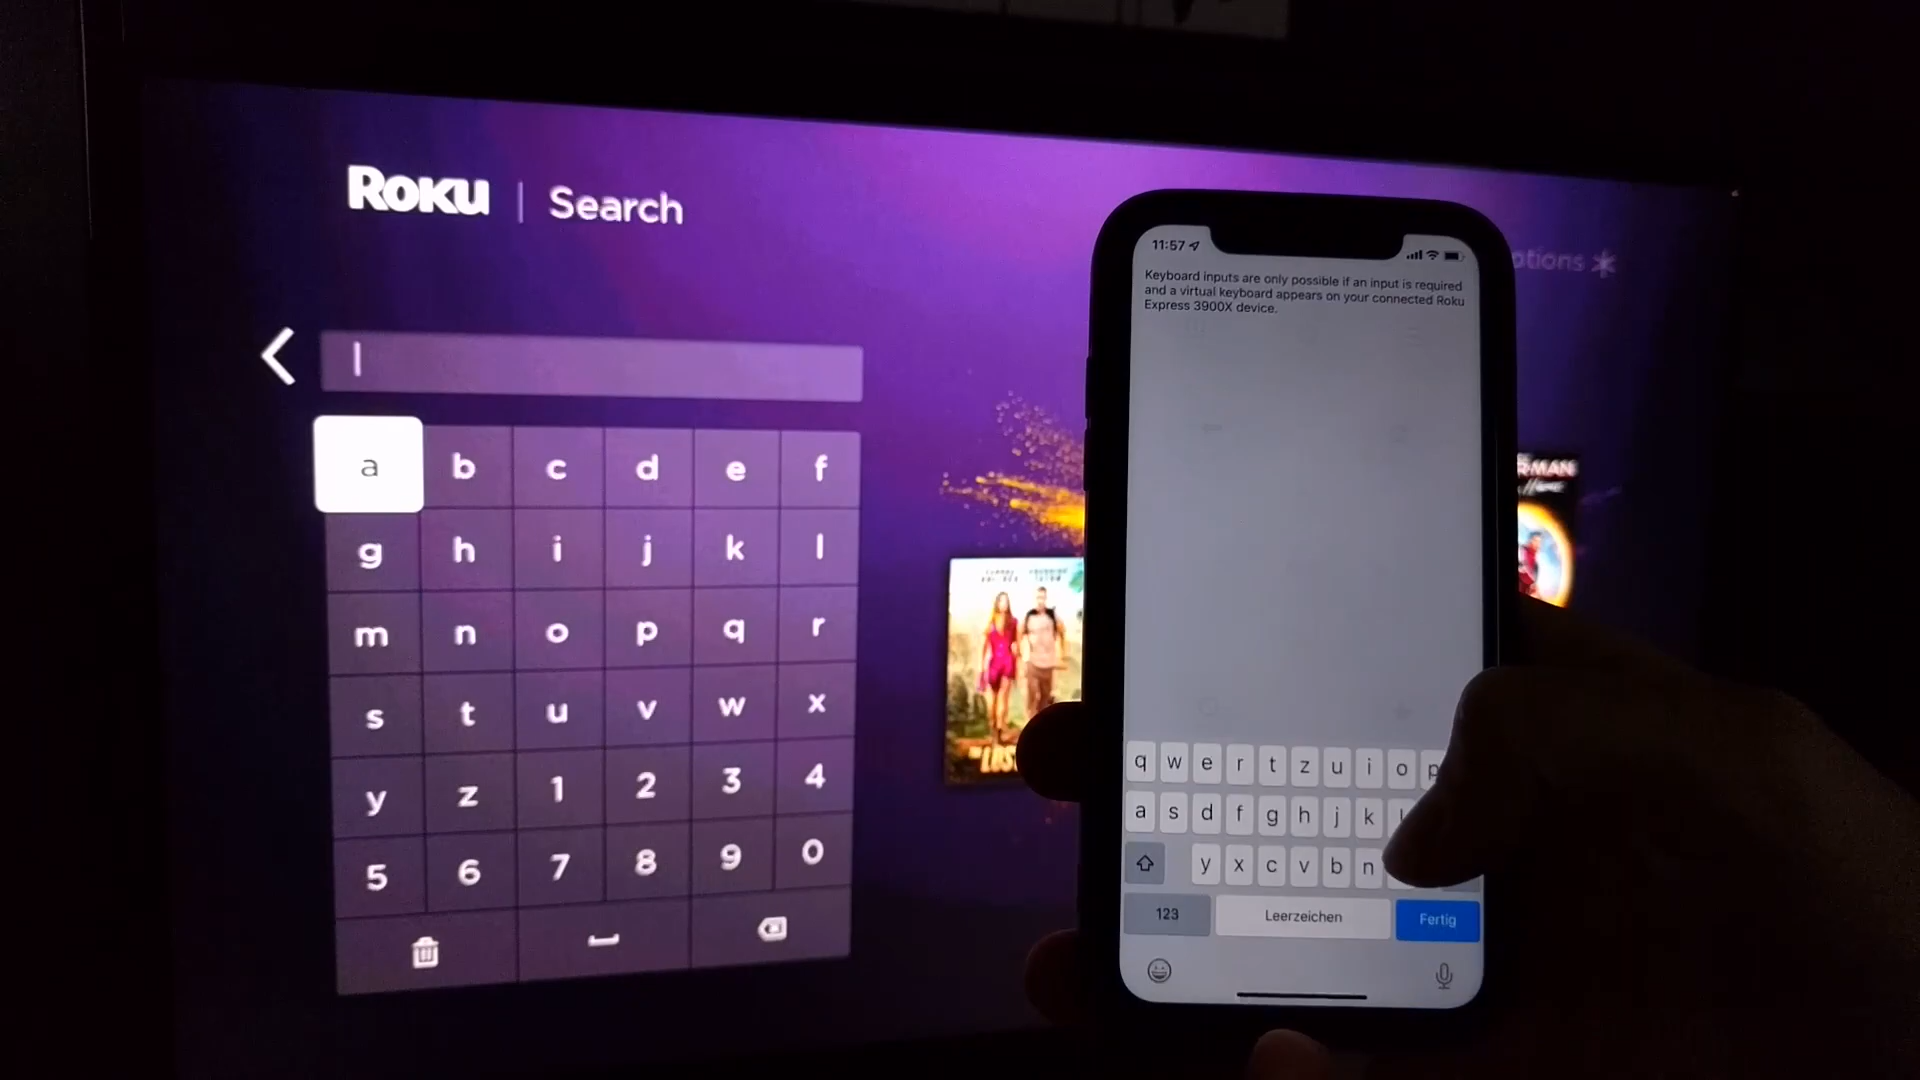 Roku | Search
ptions
a b c d e f
g h i j k l
m n o p q r
s t u v w x
y z 1 2 3 4
5 6 7 8 9 0
11:57
Keyboard inputs are only possible if an input is required
and a virtual keyboard appears on your connected Roku
Express 3900X device.
q w e r t z u i o p
a s d f g h j k
y x c v b n
123 Leerzeichen Fertig